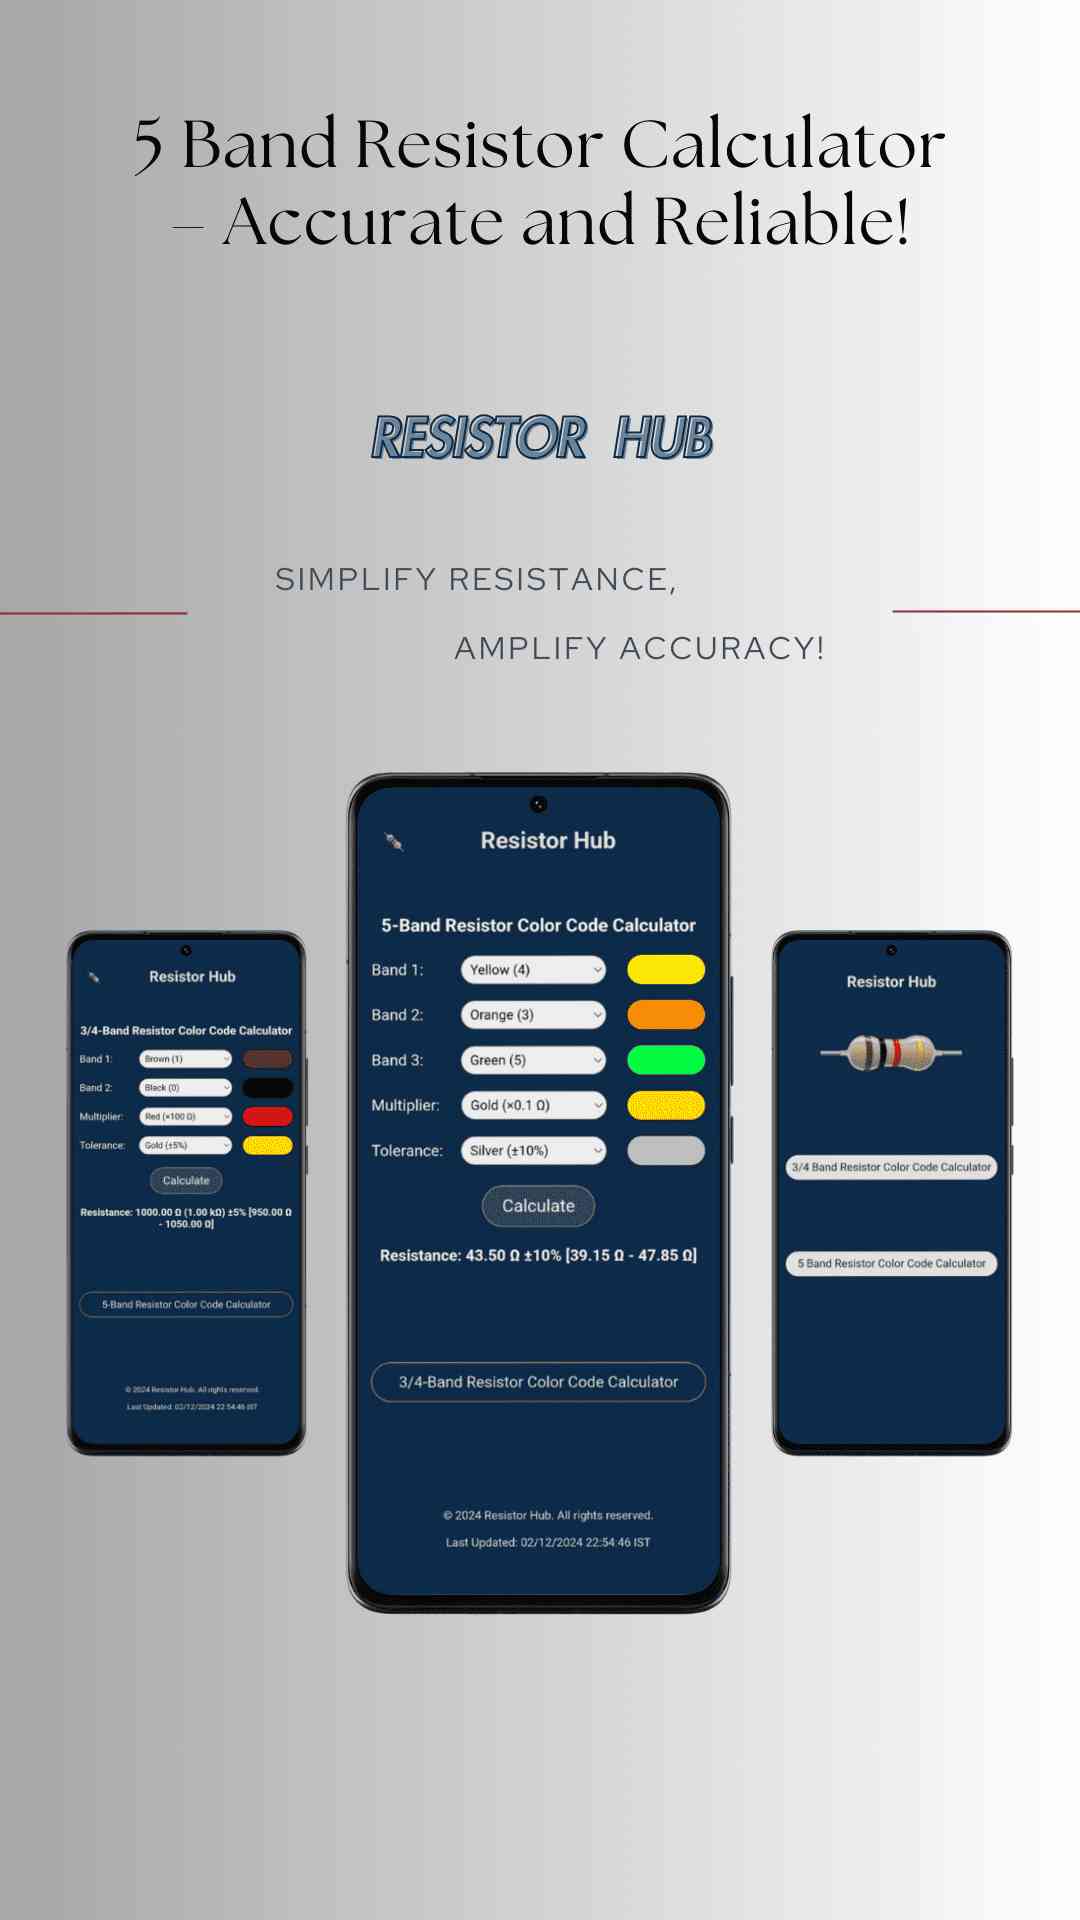 5 Band Resistor Calculator
– Accurate and Reliable!
RESISTOR HUB
SIMPLIFY RESISTANCE,
AMPLIFY ACCURACY!
Resistor Hub
3/4-Band Resistor Color Code Calculator
Band 1: Brown (1)
Band 2: Black (0)
Multiplier: Red (×100 Ω)
Tolerance: Gold (±5%)
Calculate
Resistance: 1000.00 Ω (1.00 kΩ) ±5% [950.00 Ω
- 1050.00 Ω]
5-Band Resistor Color Code Calculator
© 2024 Resistor Hub. All rights reserved.
Last Updated: 02/12/2024 22:54:46 IST
Resistor Hub
5-Band Resistor Color Code Calculator
Band 1: Yellow (4)
Band 2: Orange (3)
Band 3: Green (5)
Multiplier: Gold (×0.1 Ω)
Tolerance: Silver (±10%)
Calculate
Resistance: 43.50 Ω ±10% [39.15 Ω - 47.85 Ω]
3/4-Band Resistor Color Code Calculator
© 2024 Resistor Hub. All rights reserved.
Last Updated: 02/12/2024 22:54:46 IST
Resistor Hub
3/4 Band Resistor Color Code Calculator
5 Band Resistor Color Code Calculator